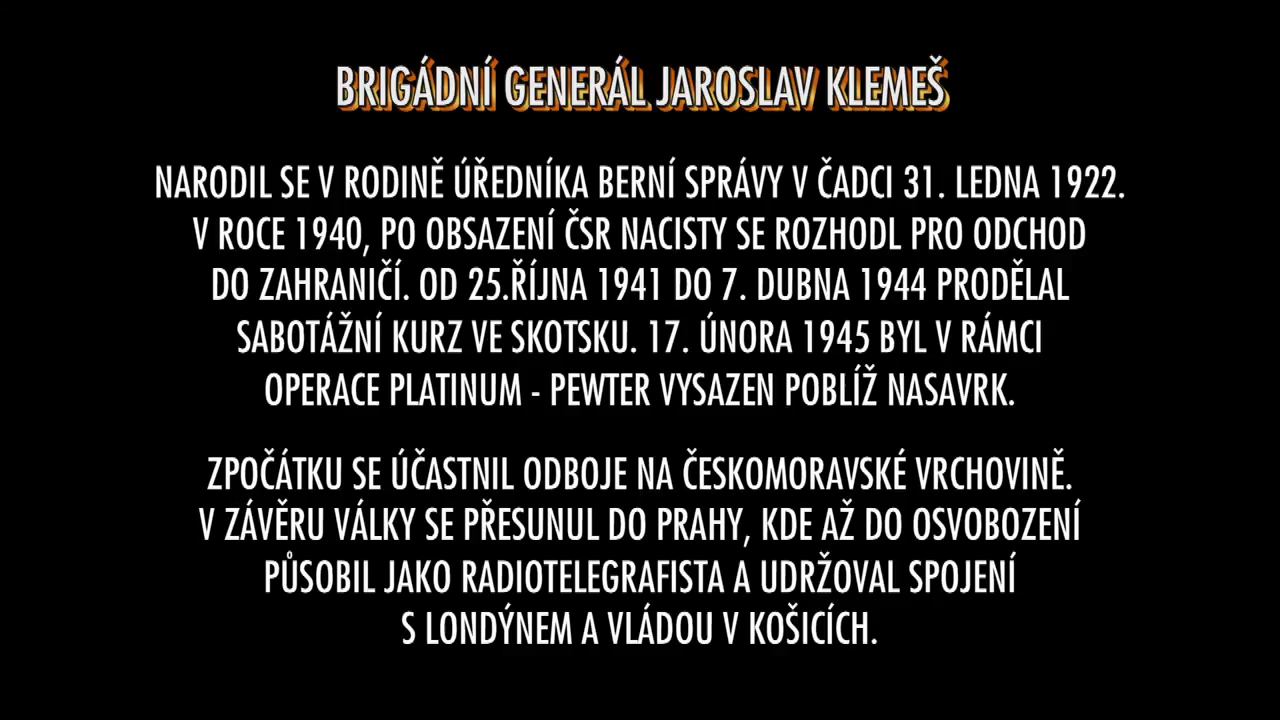 BRIGÁDNÍ GENERÁL JAROSLAV KLEMEŠ
NARODIL SE V RODINĚ ÚŘEDNÍKA BERNÍ SPRÁVY V ČADCI 31. LEDNA 1922.
V ROCE 1940, PO OBSAZENÍ ČSR NACISTY SE ROZHODL PRO ODCHOD
DO ZAHRANIČÍ. OD 25.ŘÍJNA 1941 DO 7. DUBNA 1944 PRODĚLAL
SABOTÁŽNÍ KURZ VE SKOTSKU. 17. ÚNORA 1945 BYL V RÁMCI
OPERACE PLATINUM - PEWTER VYSAZEN POBLÍŽ NASAVRK.
ZPOČÁTKU SE ÚČASTNIL ODBOJE NA ČESKOMORAVSKÉ VRCHOVINĚ.
V ZÁVĚRU VÁLKY SE PŘESUNUL DO PRAHY, KDE AŽ DO OSVOBOZENÍ
PŮSOBIL JAKO RADIOTELEGRAFISTA A UDRŽOVAL SPOJENÍ
S LONDÝNEM A VLÁDOU V KOŠICÍCH.